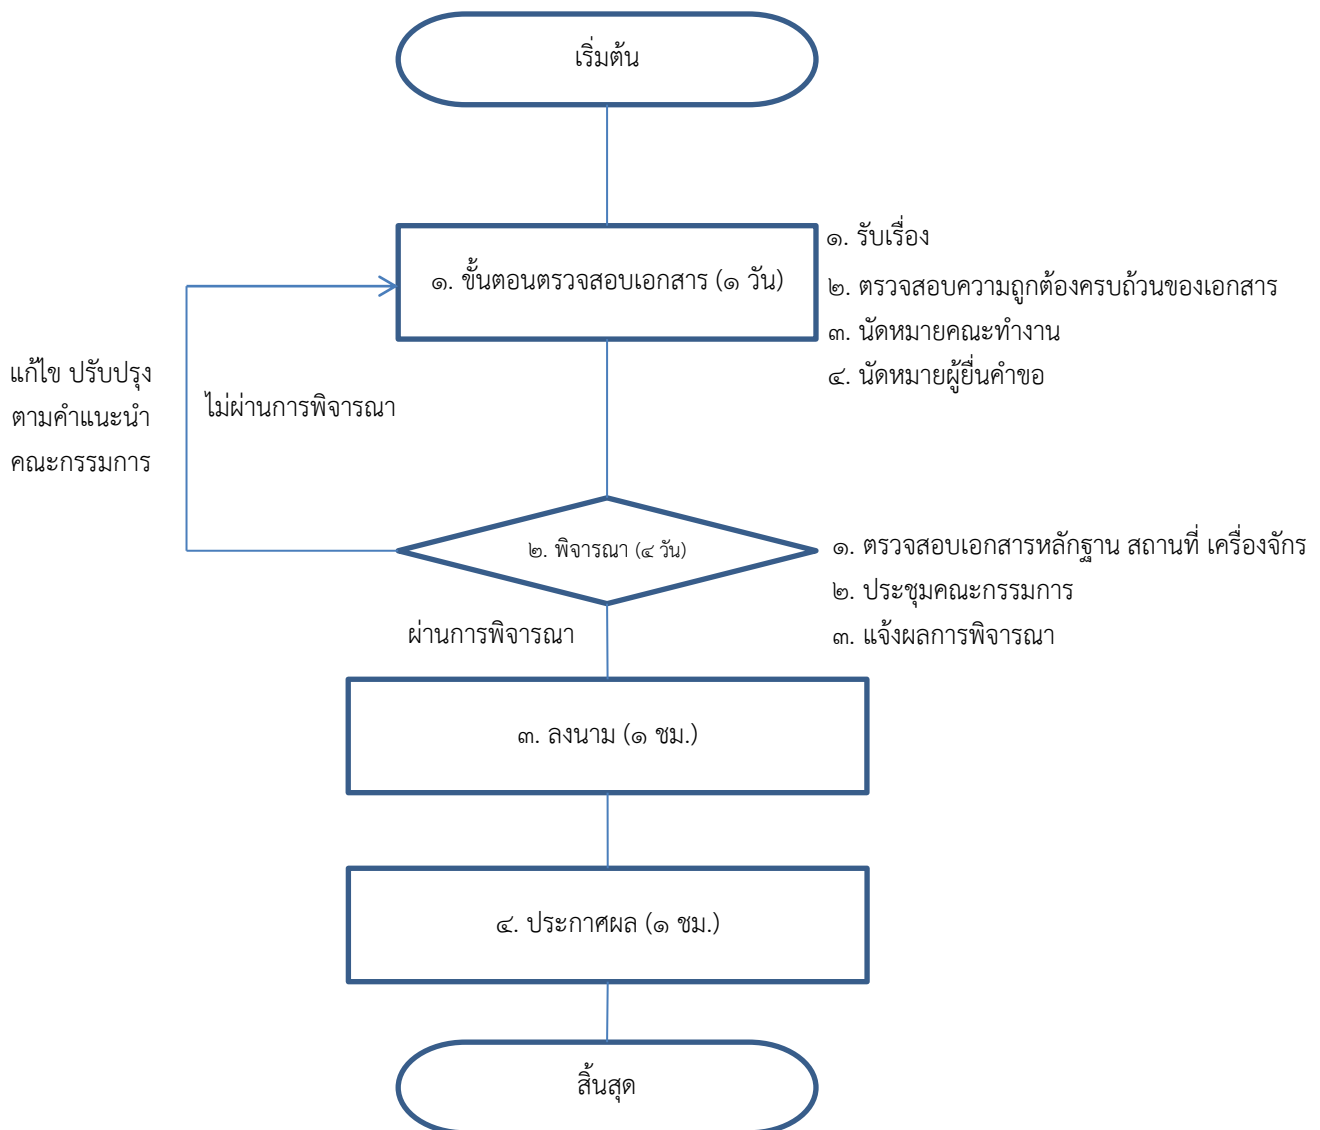 เริ่มต้น
๑. ขั้นตอนตรวจสอบเอกสาร (๑ วัน)
๑. รับเรื่อง
๒. ตรวจสอบความถูกต้องครบถ้วนของเอกสาร
๓. นัดหมายคณะทำงาน
๔. นัดหมายผู้ยื่นคำขอ
แก้ไข ปรับปรุง
ตามคำแนะนำ
คณะกรรมการ
ไม่ผ่านการพิจารณา
๒. พิจารณา (๔ วัน)
๑. ตรวจสอบเอกสารหลักฐาน สถานที่ เครื่องจักร
๒. ประชุมคณะกรรมการ
๓. แจ้งผลการพิจารณา
ผ่านการพิจารณา
๓. ลงนาม (๑ ชม.)
๔. ประกาศผล (๑ ชม.)
สิ้นสุด